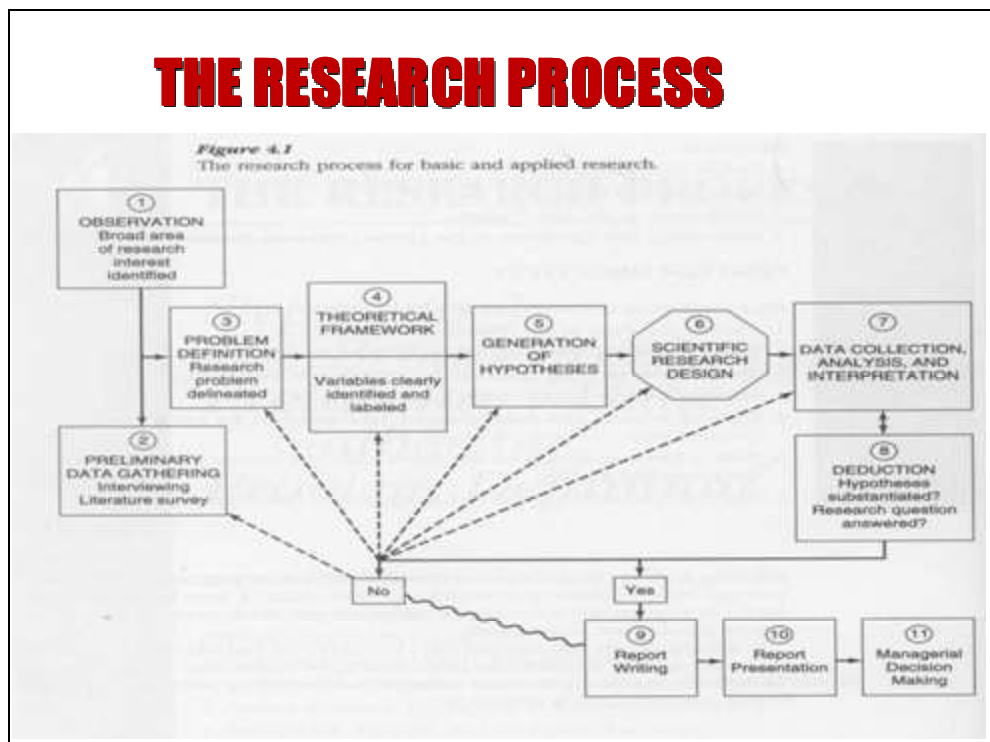 THE RESEARCH PROCESS
Figure 4.1
The research process for basic and applied research.
1
OBSERVATION
Broad area
of research
interest
identified
2
PRELIMINARY
DATA GATHERING
Interviewing
Literature survey
3
PROBLEM
DEFINITION
Research
problem
delineated
4
THEORETICAL
FRAMEWORK
Variables clearly
identified and
labeled
5
GENERATION
OF
HYPOTHESES
6
SCIENTIFIC
RESEARCH
DESIGN
7
DATA COLLECTION,
ANALYSIS, AND
INTERPRETATION
8
DEDUCTION
Hypotheses
substantiated?
Research question
answered?
No
Yes
9
Report
Writing
10
Report
Presentation
11
Managerial
Decision
Making